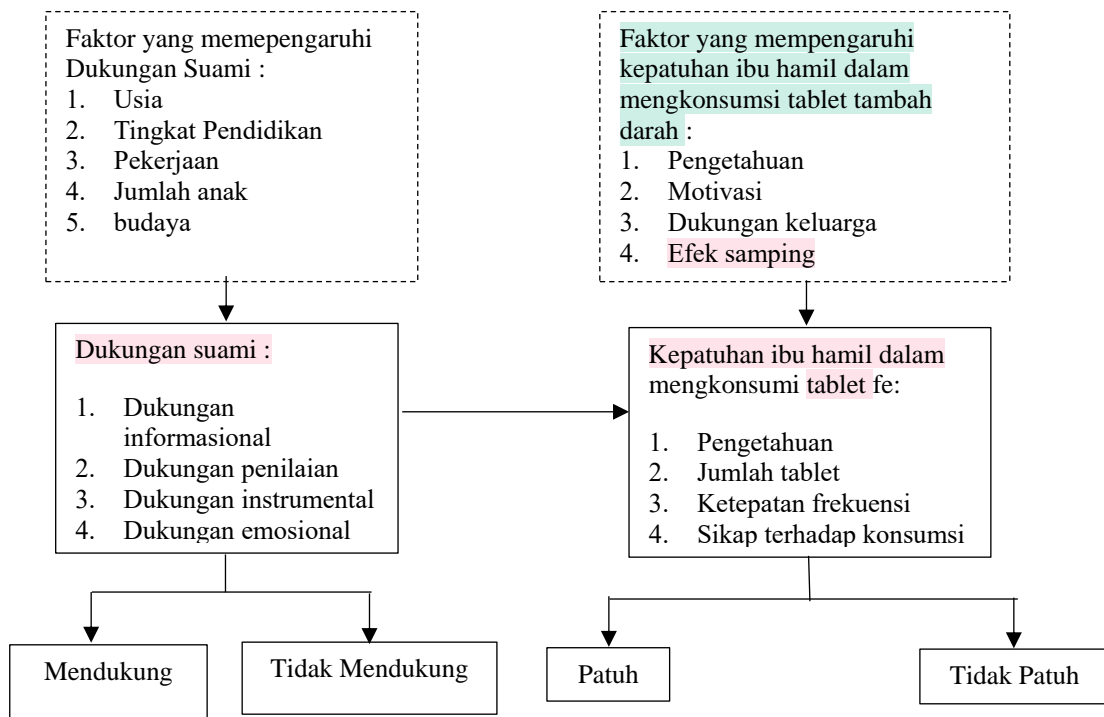 Faktor yang memepengaruhi
Dukungan Suami :
1. Usia
2. Tingkat Pendidikan
3. Pekerjaan
4. Jumlah anak
5. budaya
Faktor yang mempengaruhi
kepatuhan ibu hamil dalam
mengkonsumsi tablet tambah
darah :
1. Pengetahuan
2. Motivasi
3. Dukungan keluarga
4. Efek samping
Dukungan suami :
1. Dukungan
informasional
2. Dukungan penilaian
3. Dukungan instrumental
4. Dukungan emosional
Kepatuhan ibu hamil dalam
mengkonsumi tablet fe:
1. Pengetahuan
2. Jumlah tablet
3. Ketepatan frekuensi
4. Sikap terhadap konsumsi
Mendukung
Tidak Mendukung
Patuh
Tidak Patuh